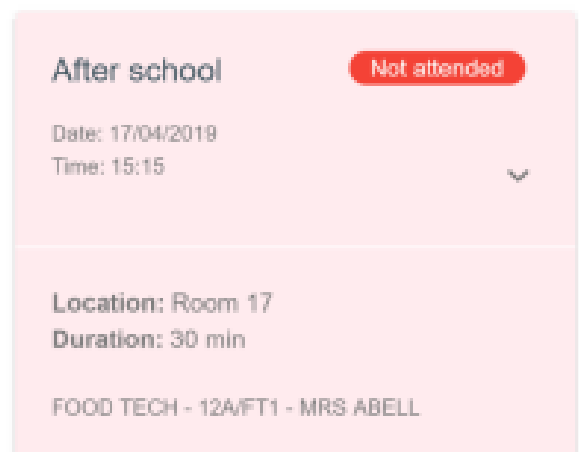 After school
Not attended
Date: 17/04/2019
Time: 15:15
Location: Room 17
Duration: 30 min
FOOD TECH - 12A/FT1 - MRS ABELL